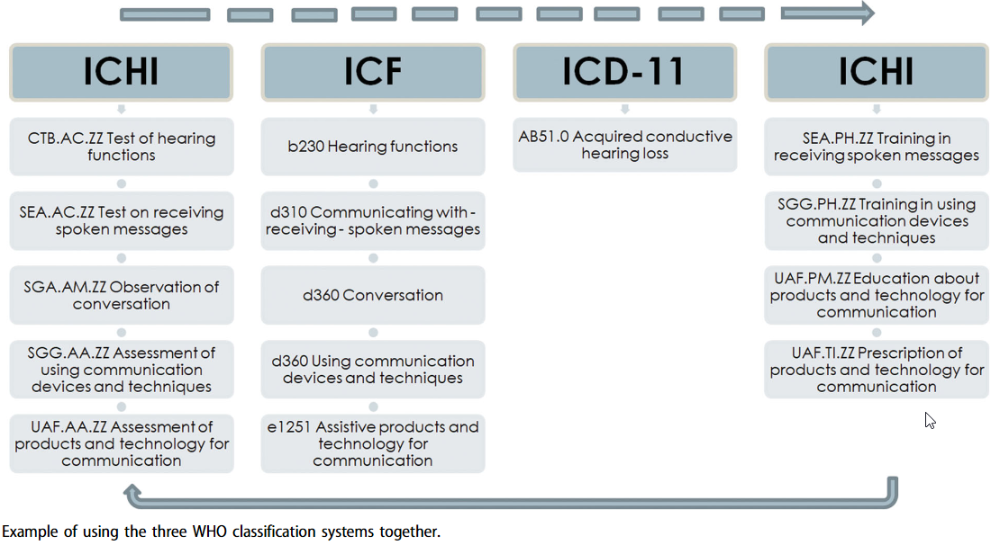 ICHI
CTB.AC.ZZ Test of hearing
functions
SEA.AC.ZZ Test on receiving
spoken messages
SGA.AM.ZZ Observation of
conversation
SGG.AA.ZZ Assessment of
using communication
devices and techniques
UAF.AA.ZZ Assessment of
products and technology for
communication
ICF
b230 Hearing functions
d310 Communicating with -
receiving - spoken messages
d360 Conversation
d360 Using communication
devices and techniques
e1251 Assistive products and
technology for
communication
ICD-11
AB51.0 Acquired conductive
hearing loss
ICHI
SEA.PH.ZZ Training in
receiving spoken messages
SGG.PH.ZZ Training in using
communication devices
and techniques
UAF.PM.ZZ Education about
products and technology for
communication
UAF.TI.ZZ Prescription of
products and technology for
communication
Example of using the three WHO classification systems together.